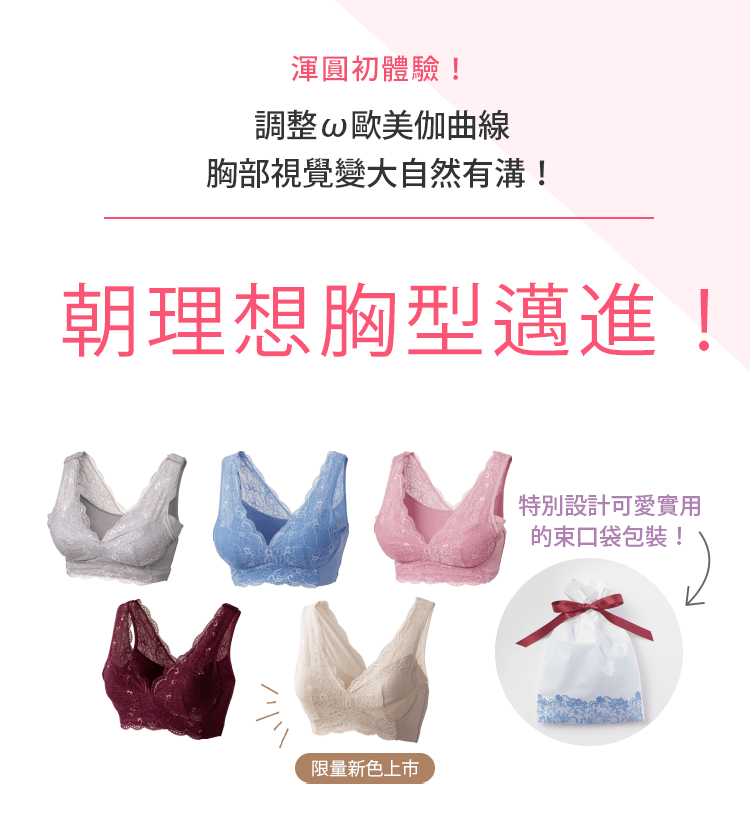 渾圓初體驗！
調整ω歐美伽曲線
胸部視覺變大自然有溝！
朝理想胸型邁進！
特別設計可愛實用
的束口袋包裝！
限量新色上市